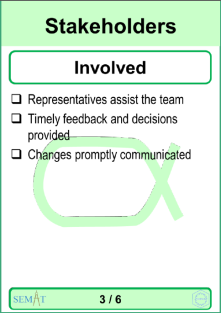 Stakeholders
Involved
❑ Representatives assist the team
❑ Timely feedback and decisions
provided
❑ Changes promptly communicated
SEMAT
3 / 6